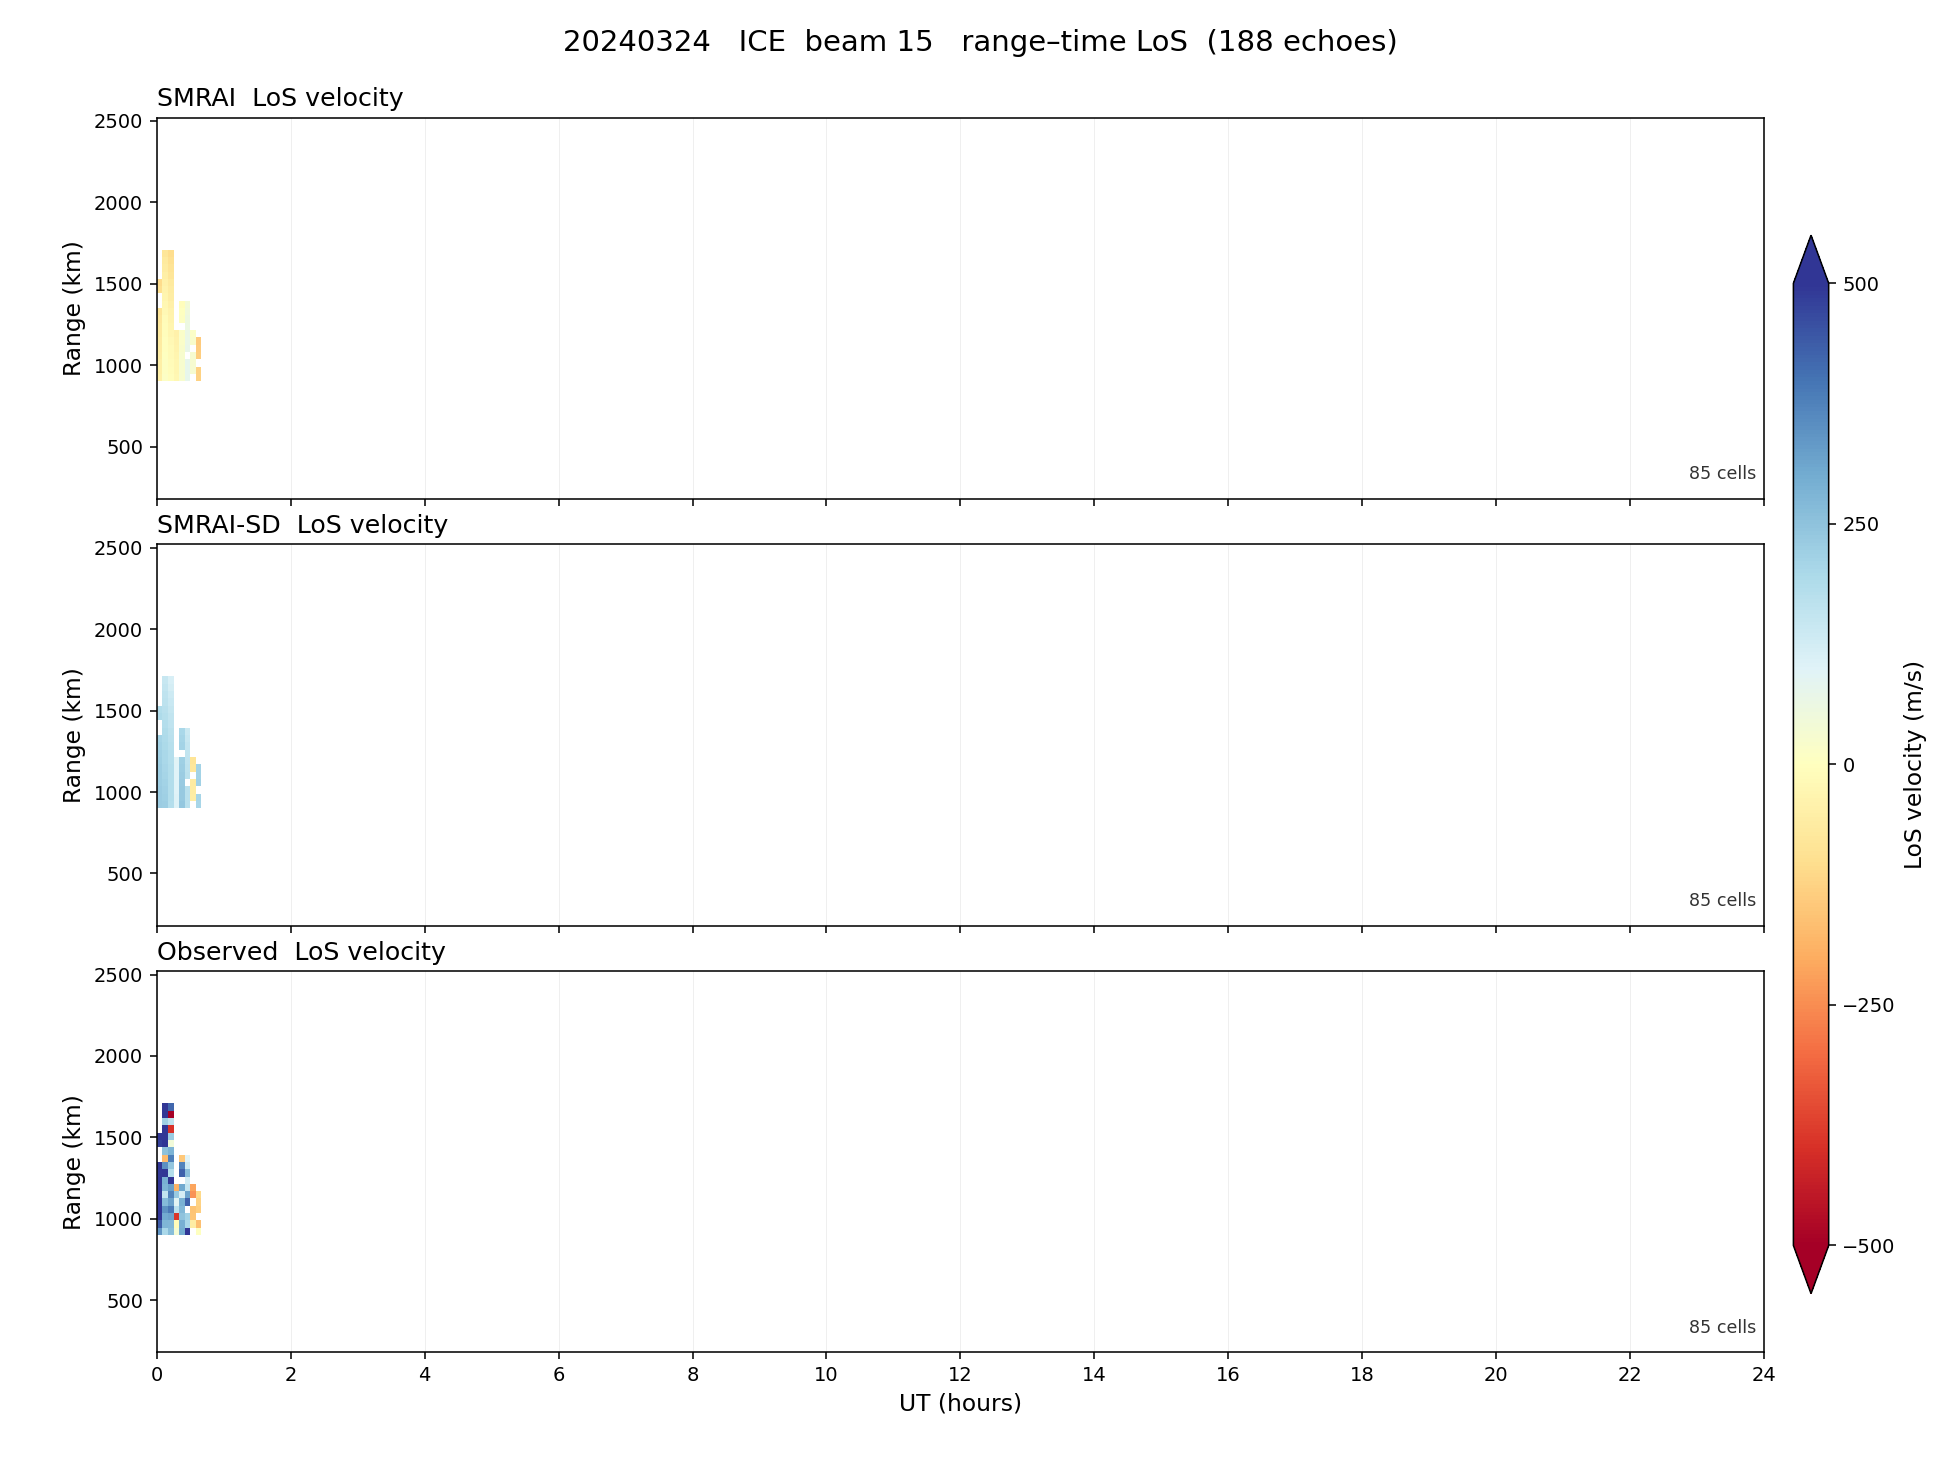 20240324   ICE  beam 15   range–time LoS  (188 echoes)
SMRAI  LoS velocity
2500
2000
1500
1000
500
Range (km)
85 cells
SMRAI-SD  LoS velocity
2500
2000
1500
1000
500
Range (km)
85 cells
Observed  LoS velocity
2500
2000
1500
1000
500
Range (km)
85 cells
0 2 4 6 8 10 12 14 16 18 20 22 24
UT (hours)
500
250
0
−250
−500
LoS velocity (m/s)